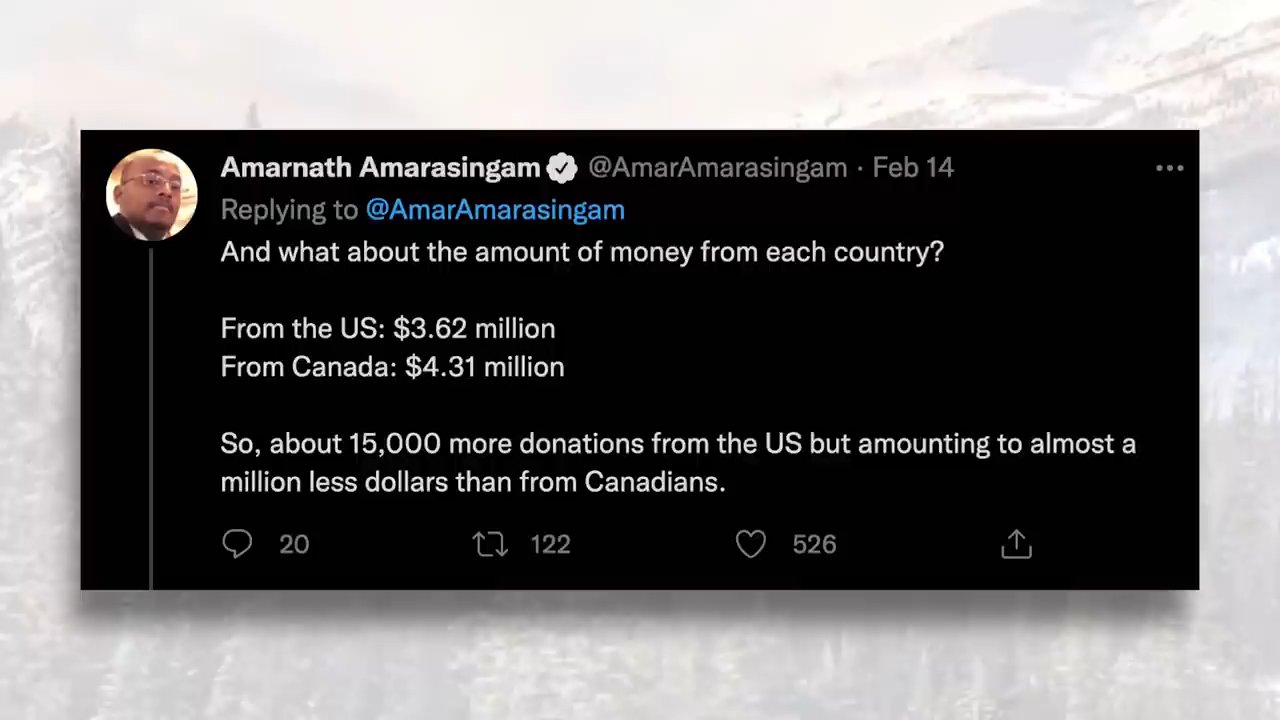 Amarnath Amarasingam @AmarAmarasingam · Feb 14
Replying to @AmarAmarasingam
And what about the amount of money from each country?
From the US: $3.62 million
From Canada: $4.31 million
So, about 15,000 more donations from the US but amounting to almost a
million less dollars than from Canadians.
20 122 526